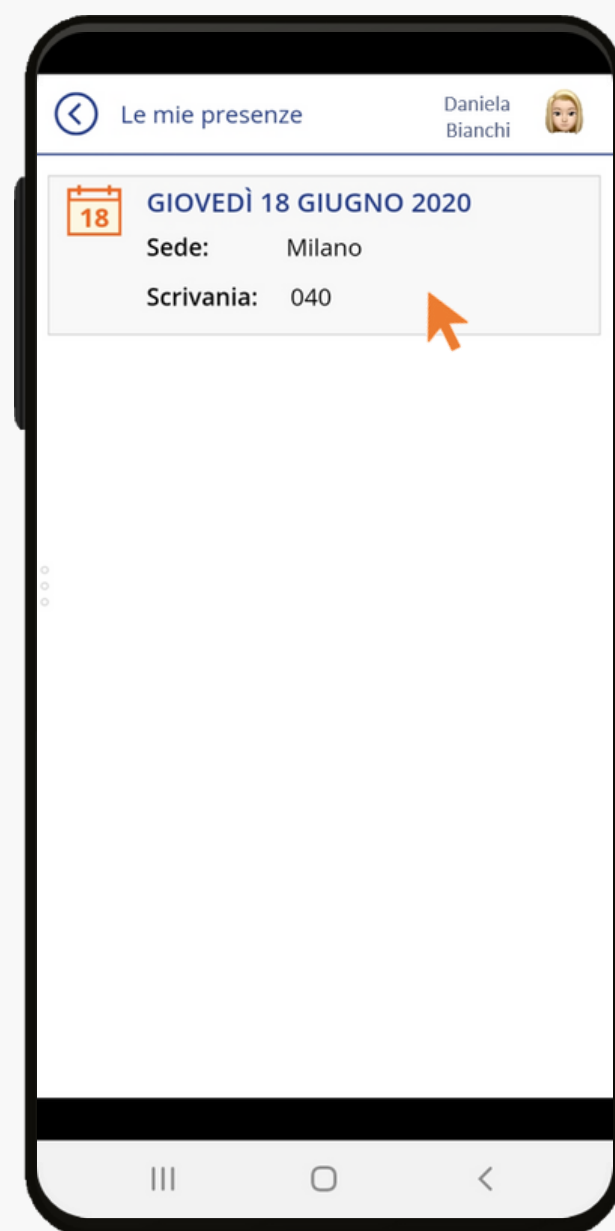 Le mie presenze
Daniela
Bianchi
18
GIOVEDÌ 18 GIUGNO 2020
Sede: Milano
Scrivania: 040